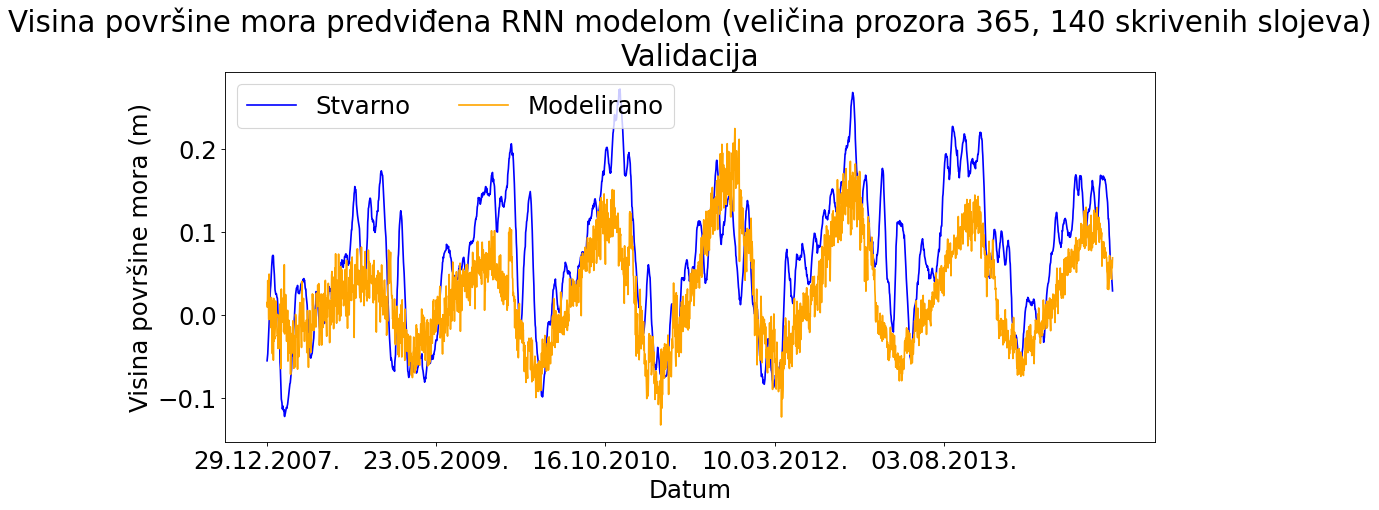 Visina površine mora predviđena RNN modelom (veličina prozora 365, 140 skrivenih slojeva)
Validacija
Stvarno
Modelirano
Visina površine mora (m)
0.2
0.1
0.0
−0.1
29.12.2007.
23.05.2009.
16.10.2010.
10.03.2012.
03.08.2013.
Datum